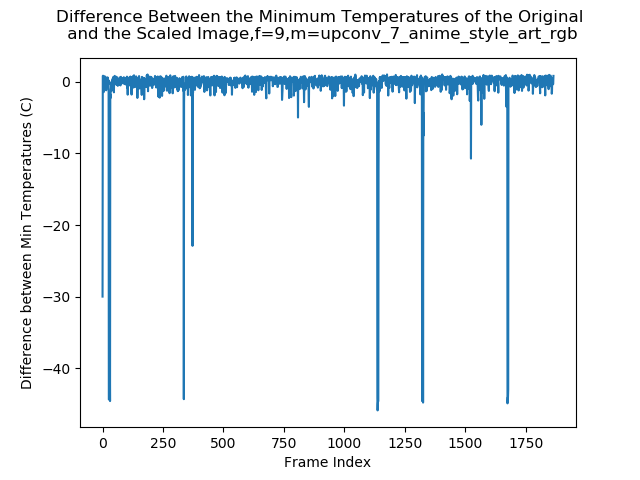 Difference Between the Minimum Temperatures of the Original
and the Scaled Image,f=9,m=upconv_7_anime_style_art_rgb
0
−10
−20
−30
−40
Difference between Min Temperatures (C)
0 250 500 750 1000 1250 1500 1750
Frame Index